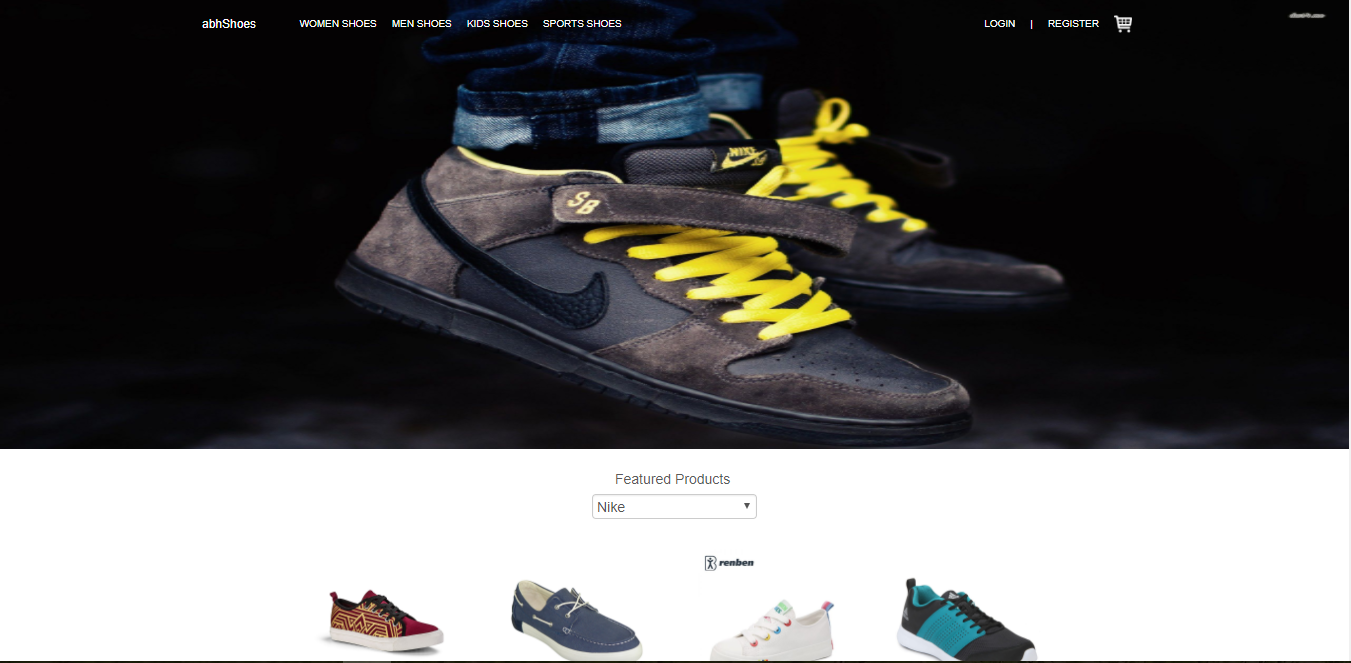 abhShoes WOMEN SHOES MEN SHOES KIDS SHOES SPORTS SHOES LOGIN | REGISTER
NIKE
SB
Featured Products
Nike
renben